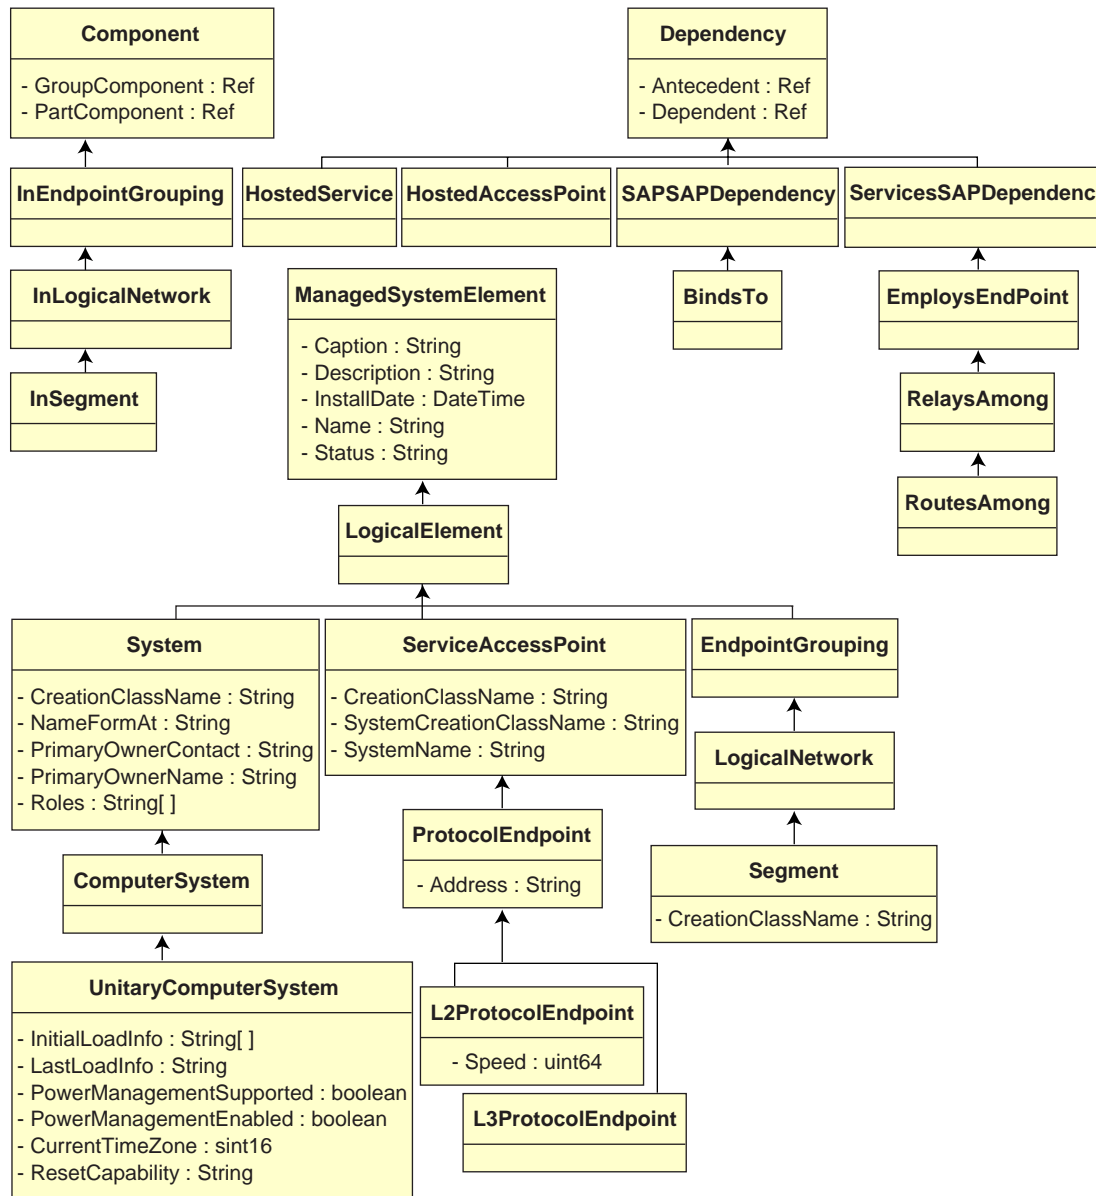 Component
- GroupComponent : Ref
- PartComponent : Ref
Dependency
- Antecedent : Ref
- Dependent : Ref
InEndpointGrouping
HostedService
HostedAccessPoint
SAPSAPDependency
ServicesSAPDependenc
InLogicalNetwork
ManagedSystemElement
- Caption : String
- Description : String
- InstallDate : DateTime
- Name : String
- Status : String
BindsTo
EmploysEndPoint
InSegment
RelaysAmong
RoutesAmong
LogicalElement
System
- CreationClassName : String
- NameFormAt : String
- PrimaryOwnerContact : String
- PrimaryOwnerName : String
- Roles : String[ ]
ServiceAccessPoint
- CreationClassName : String
- SystemCreationClassName : String
- SystemName : String
EndpointGrouping
LogicalNetwork
ComputerSystem
ProtocolEndpoint
- Address : String
Segment
- CreationClassName : String
UnitaryComputerSystem
- InitialLoadInfo : String[ ]
- LastLoadInfo : String
- PowerManagementSupported : boolean
- PowerManagementEnabled : boolean
- CurrentTimeZone : sint16
- ResetCapability : String
L2ProtocolEndpoint
- Speed : uint64
L3ProtocolEndpoint